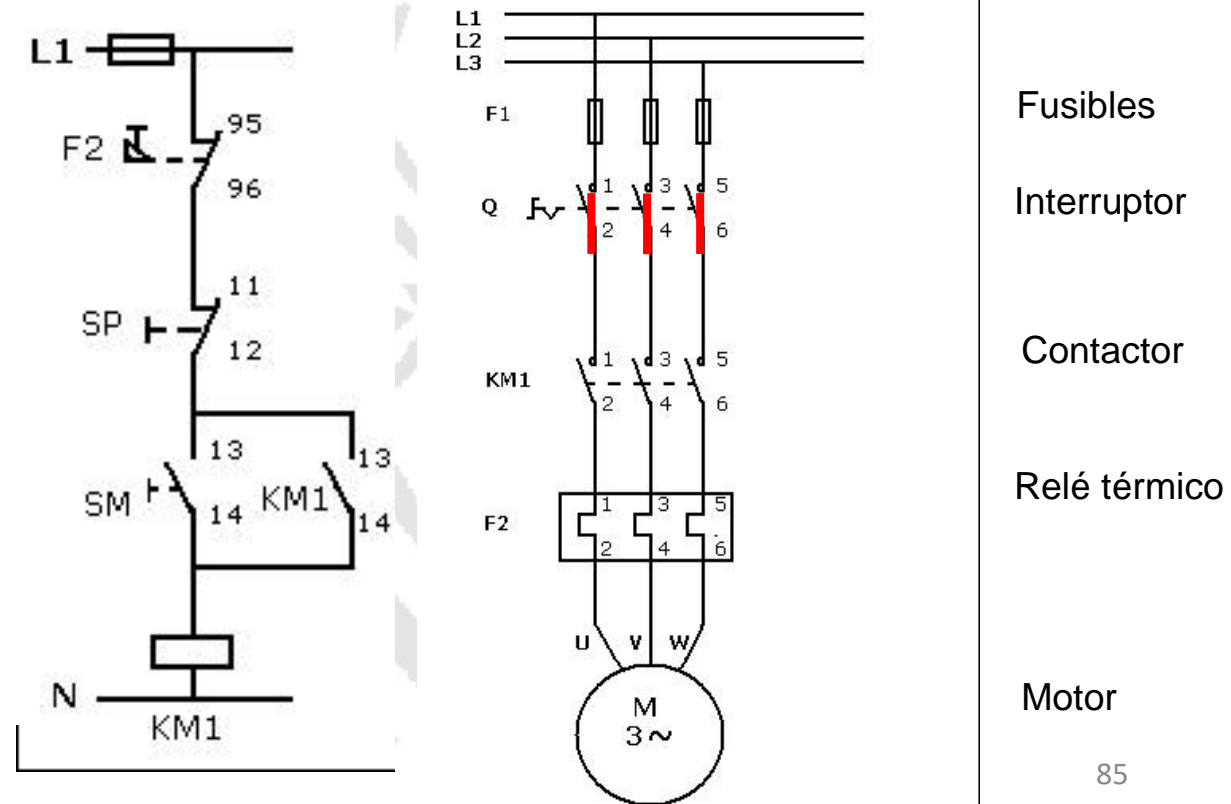 L1
F2
95
96
SP
11
12
SM
13
14
KM1
13
14
N
KM1
L1
L2
L3
F1
Q
1
3
5
2
4
6
KM1
1
3
5
2
4
6
F2
1
3
5
2
4
6
U
V
W
M
3~
Fusibles
Interruptor
Contactor
Relé térmico
Motor
85